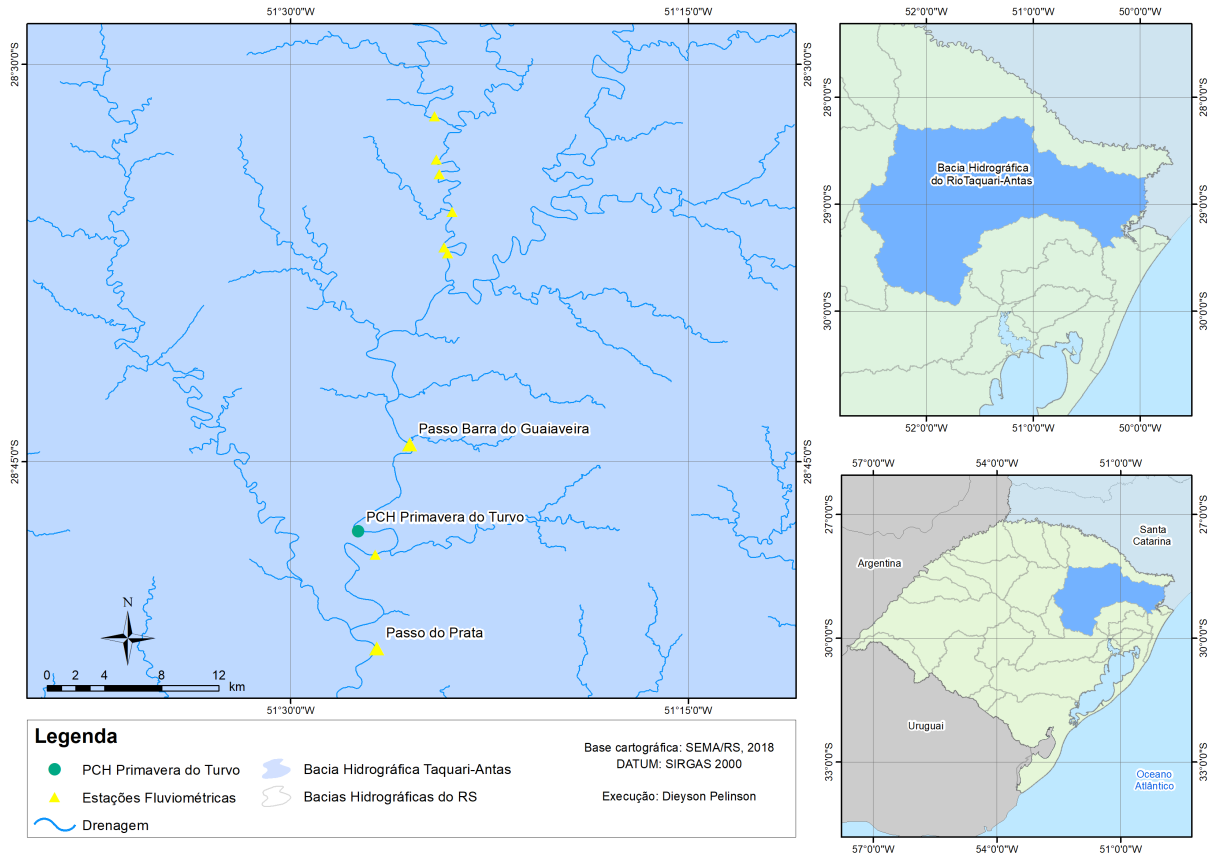 51°30'0"W
51°15'0"W
28°30'0"S
28°30'0"S
28°45'0"S
28°45'0"S
Passo Barra do Guaiaveira
PCH Primavera do Turvo
Passo do Prata
N
0 2 4 8 12
km
51°30'0"W
51°15'0"W
52°0'0"W
51°0'0"W
50°0'0"W
28°0'0"S
28°0'0"S
29°0'0"S
29°0'0"S
30°0'0"S
30°0'0"S
Bacia Hidrográfica
do RioTaquari-Antas
52°0'0"W
51°0'0"W
50°0'0"W
57°0'0"W
54°0'0"W
51°0'0"W
27°0'0"S
27°0'0"S
30°0'0"S
30°0'0"S
33°0'0"S
33°0'0"S
Santa
Catarina
Argentina
Uruguai
Oceano
Atlântico
57°0'0"W
54°0'0"W
51°0'0"W
Legenda
PCH Primavera do Turvo
Estações Fluviométricas
Drenagem
Bacia Hidrográfica Taquari-Antas
Bacias Hidrográficas do RS
Base cartográfica: SEMA/RS, 2018
DATUM: SIRGAS 2000
Execução: Dieyson Pelinson